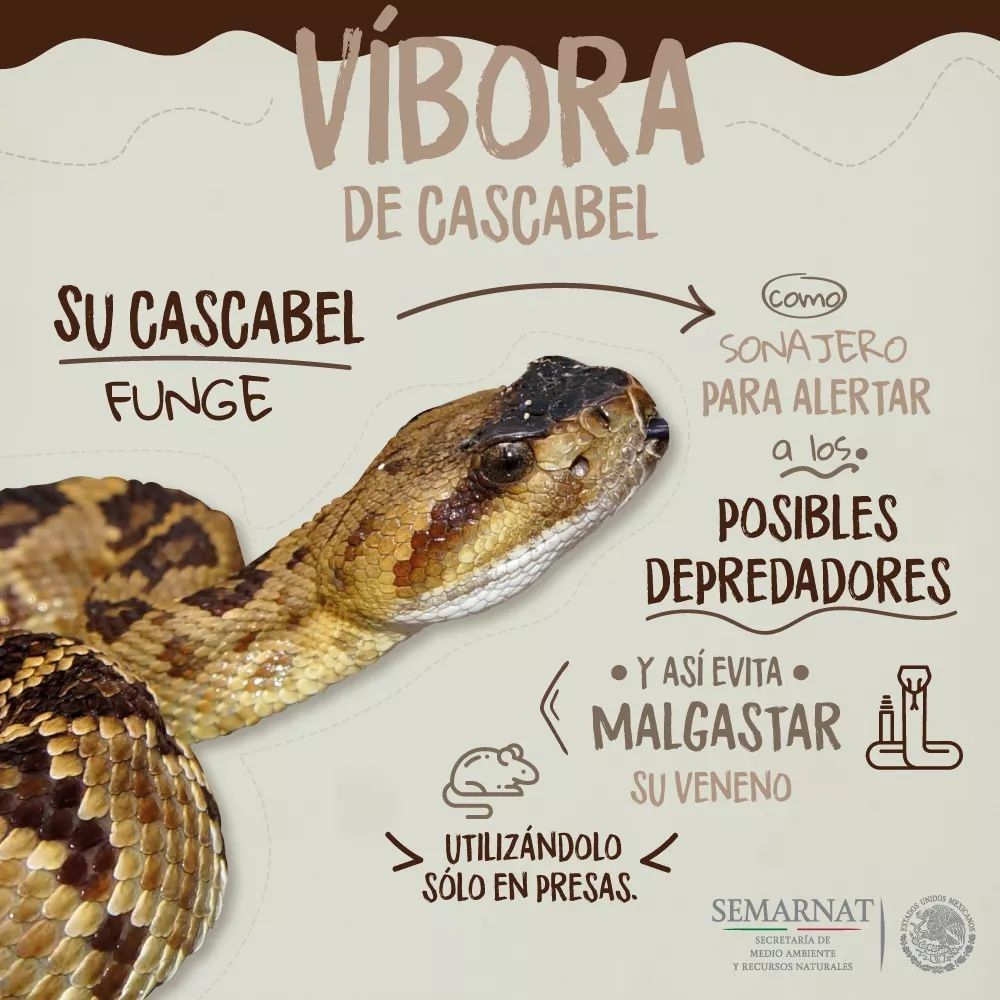 VÍBORA
DE CASCABEL
SU CASCABEL
FUNGE
como
SONAJERO
PARA ALERTAR
a los
POSIBLES
DEPREDADORES
• Y ASÍ EVITA •
MALGASTAR
SU VENENO
UTILIZÁNDOLO
SÓLO EN PRESAS.
SEMARNAT
SECRETARÍA DE
MEDIO AMBIENTE
Y RECURSOS NATURALES
ESTADOS UNIDOS MEXICANOS